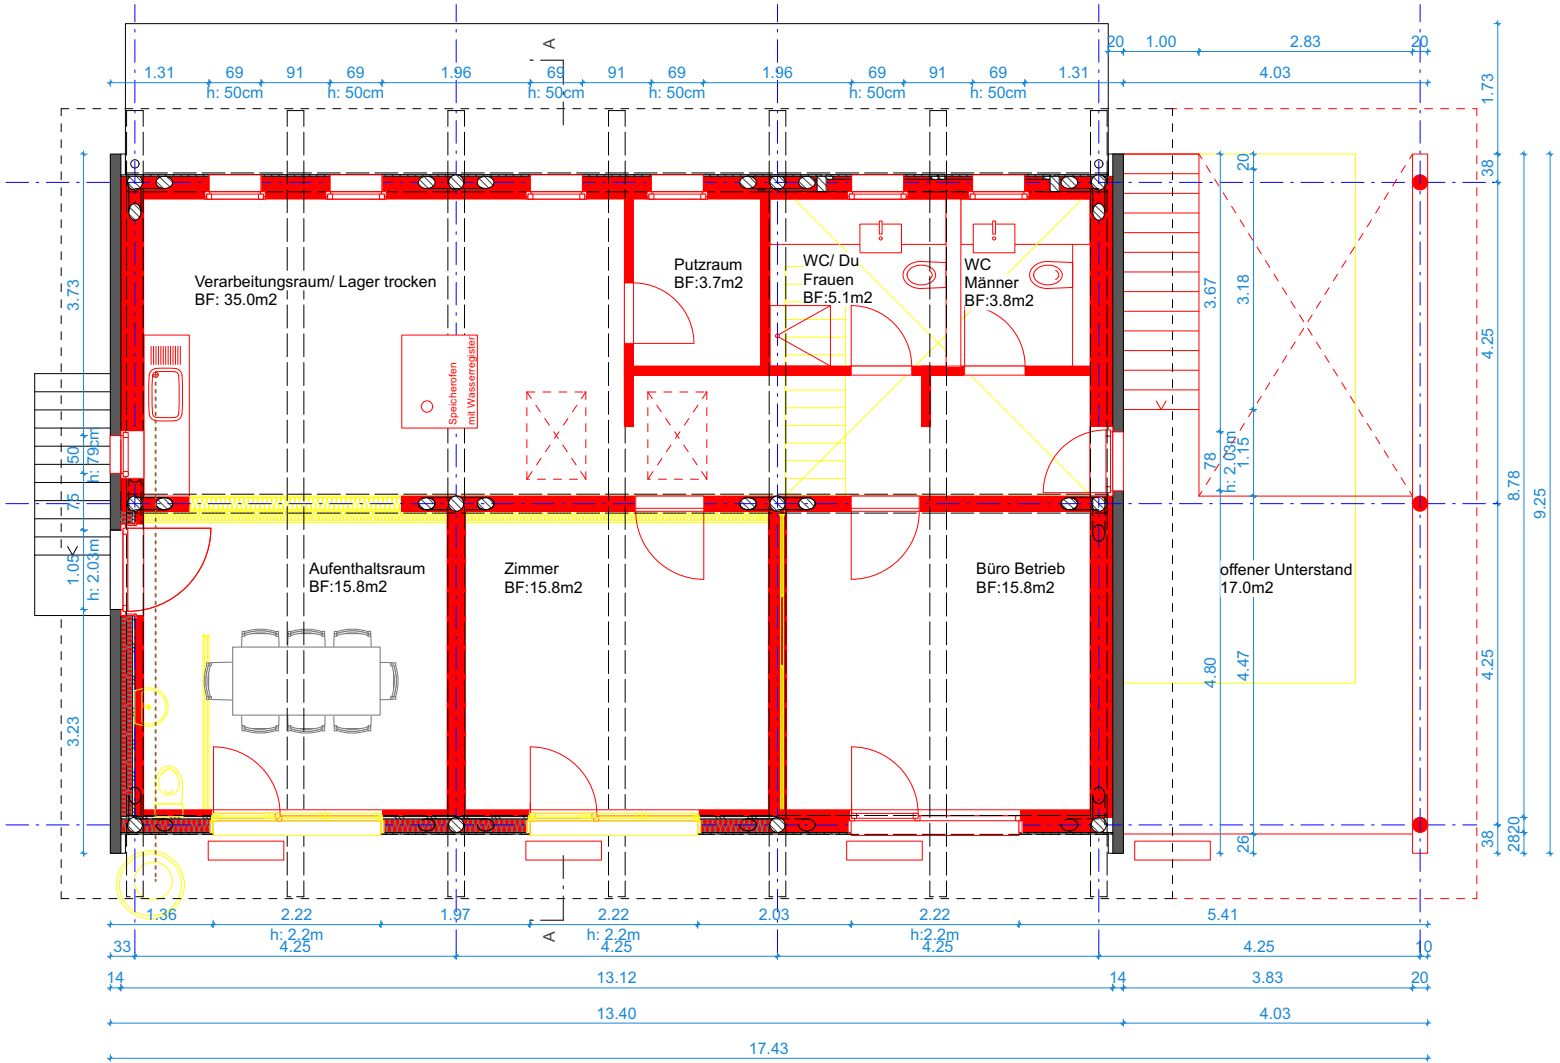 A
20
1.00
2.83
20
1.31
69
91
69
1.96
69
91
69
1.96
69
91
69
1.31
4.03
h: 50cm
h: 50cm
h: 50cm
h: 50cm
h: 50cm
h: 50cm
1.73
38
4.25
4.25
38
8.78
2820
9.25
20
3.67
3.18
78
h: 2.03m
1.15
4.80
4.47
26
3.73
50
h: 79cm
75
1.05
h: 2.03m
3.23
Verarbeitungsraum/ Lager trocken
BF: 35.0m2
Putzraum
BF:3.7m2
WC/ Du
Frauen
BF:5.1m2
WC
Männer
BF:3.8m2
Speicherofen
mit Wasserregister
Aufenthaltsraum
BF:15.8m2
Zimmer
BF:15.8m2
Büro Betrieb
BF:15.8m2
offener Unterstand
17.0m2
1.36
2.22
1.97
2.22
2.03
2.22
5.41
h: 2.2m
h: 2.2m
h:2.2m
A
33
4.25
4.25
4.25
4.25
10
14
13.12
14
3.83
20
13.40
4.03
17.43